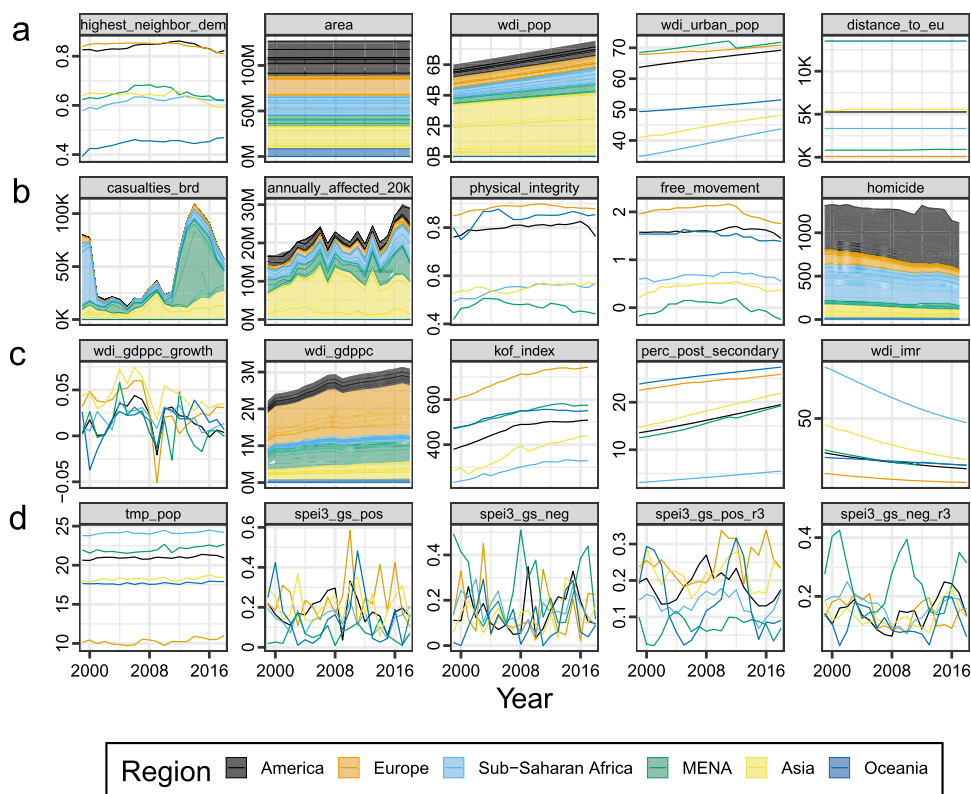 a
highest_neighbor_dem
area
wdi_pop
wdi_urban_pop
distance_to_eu
0.4 0.6 0.8
0M 50M 100M
0B 2B 4B 6B
40 50 60 70
0K 5K 10K
b
casualties_brd
annually_affected_20k
physical_integrity
free_movement
homicide
0K 50K 100K
0M 10M 20M 30M
0.4 0.6 0.8
0 1 2
0 500 1000
c
wdi_gdppc_growth
wdi_gdppc
kof_index
perc_post_secondary
wdi_imr
−0.05 0 0.05
0M 1M 2M 3M
400 600
10 20
50
d
tmp_pop
spei3_gs_pos
spei3_gs_neg
spei3_gs_pos_r3
spei3_gs_neg_r3
10 15 20 25
0 0.2 0.4 0.6
0 0.2 0.4
0.1 0.2 0.3
0.2 0.4
2000 2008 2016
2000 2008 2016
2000 2008 2016
2000 2008 2016
2000 2008 2016
Year
Region America Europe Sub−Saharan Africa MENA Asia Oceania